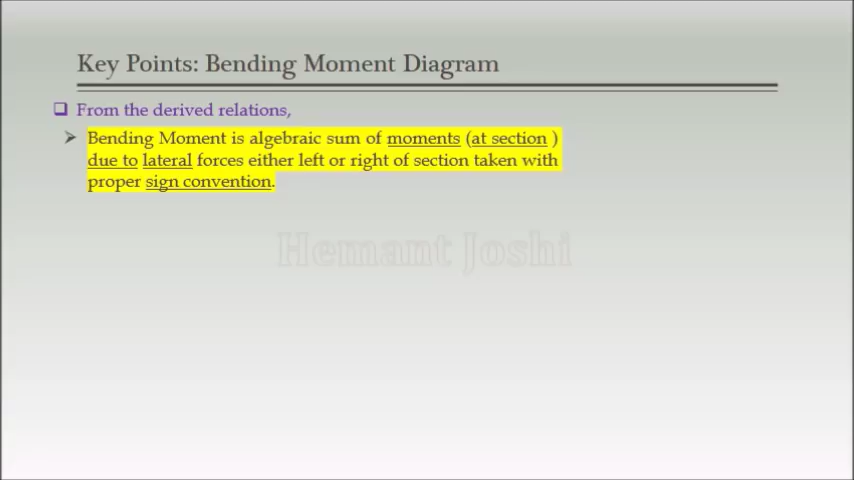 Key Points: Bending Moment Diagram
From the derived relations,
Bending Moment is algebraic sum of moments (at section )
due to lateral forces either left or right of section taken with
proper sign convention.
Hemant Joshi